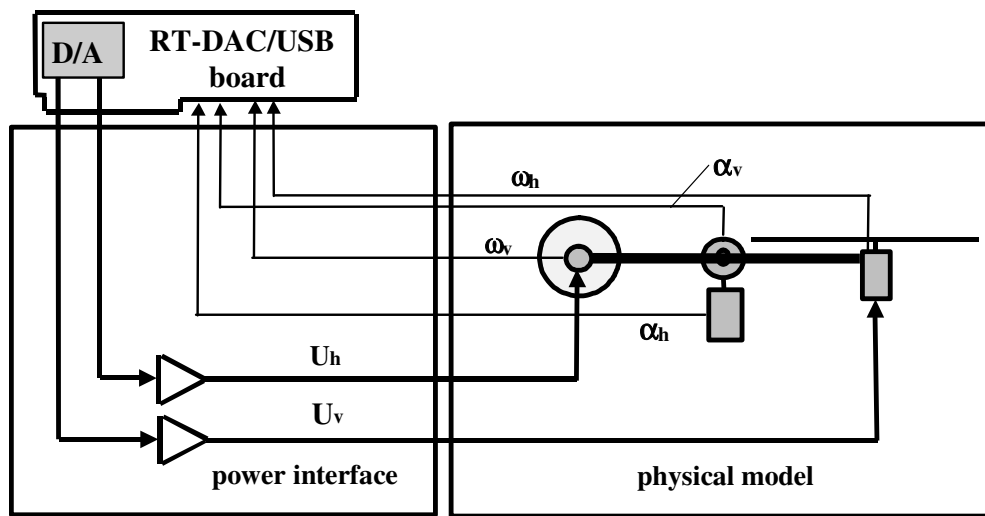 D/A
RT-DAC/USB
board
αv
ωh
ωv
αh
Uh
Uv
power interface
physical model